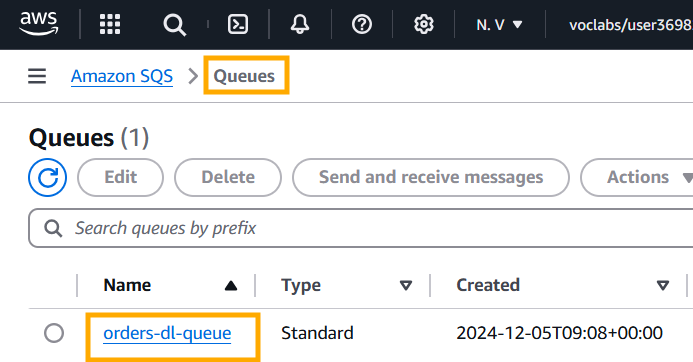 aws N. V voclabs/user3698
Amazon SQS Queues
Queues (1)
Edit Delete Send and receive messages Actions
Search queues by prefix
Name Type Created
orders-dl-queue Standard 2024-12-05T09:08+00:00